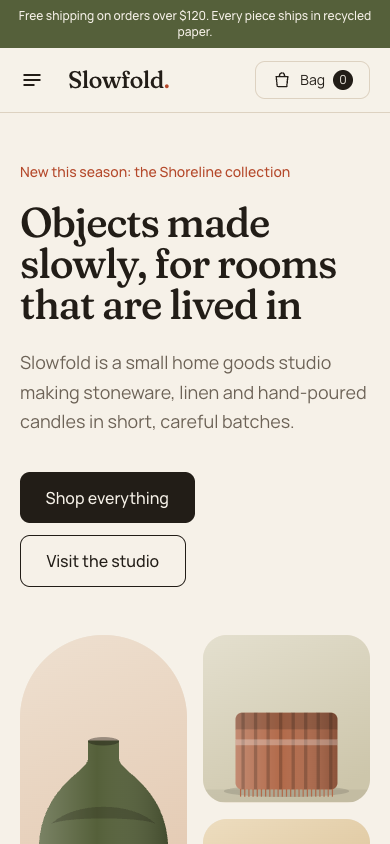 Free shipping on orders over $120. Every piece ships in recycled
paper.
Slowfold.
Bag 0
New this season: the Shoreline collection
Objects made
slowly, for rooms
that are lived in
Slowfold is a small home goods studio
making stoneware, linen and hand-poured
candles in short, careful batches.
Shop everything
Visit the studio